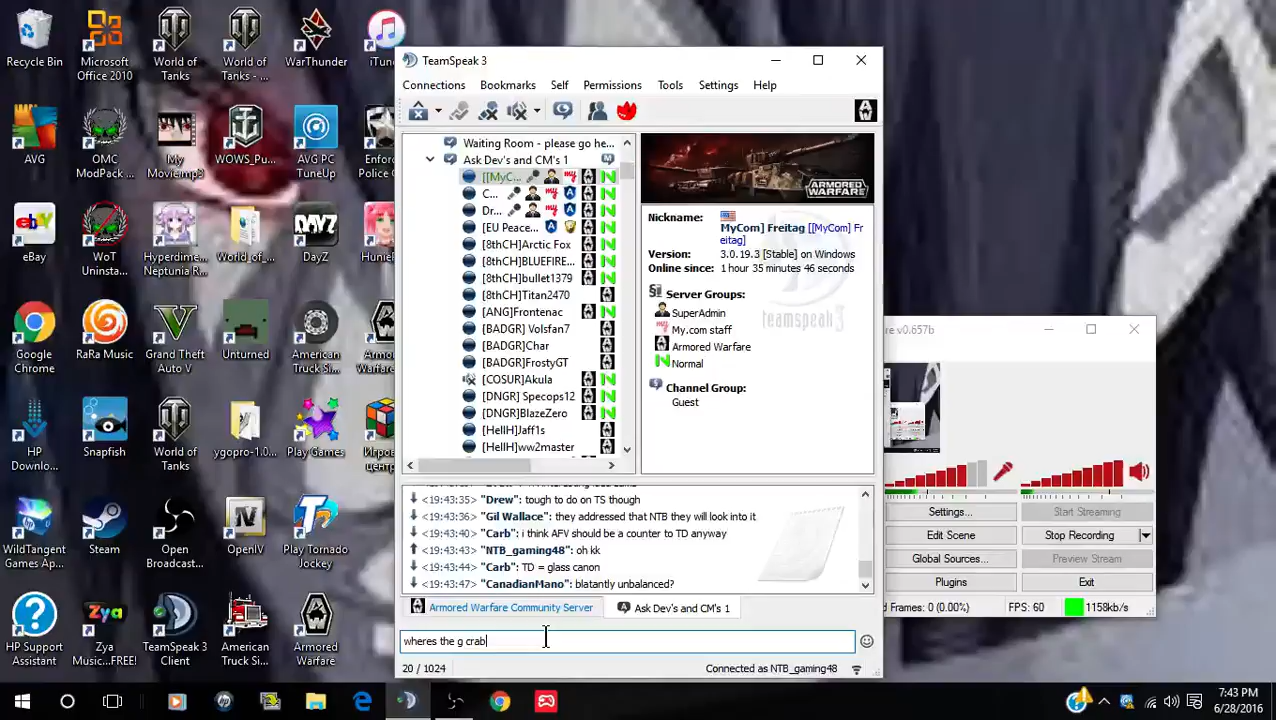 Recycle Bin
Microsoft Office 2010
World of Tanks
World of Tanks - ...
WarThunder
iTun
TeamSpeak 3
Connections Bookmarks Self Permissions Tools Settings Help
AVG
OMC ModPack ...
My Moviemp3
WOWS_Pu...
AVG PC TuneUp
Enfor
Police
eBay
WoT Uninsta...
Hyperdime...
Neptunia R...
World_of_...
DayZ
HunieP
Google Chrome
RaRa Music
Grand Theft Auto V
Unturned
American Truck Si...
Armo
Warfare
HP Downlo...
Snapfish
World of Tanks
ygopro-1.0...
Play Games
Игро
центр
WildTangent Games Ap...
Steam
Open Broadcast...
OpenIV
Play Tornado Jockey
HP Support Assistant
Zya Music...FREE!
TeamSpeak 3 Client
American Truck Si...
Armored Warfare
Waiting Room - please go he...
Ask Dev's and CM's 1
[[MyC...
C...
Dr...
[EU Peace...
[8thCH]Arctic Fox
[8thCH]BLUEFIRE...
[8thCH]bullet1379
[8thCH]Titan2470
[ANG]Frontenac
[BADGR] Volsfan7
[BADGR]Char
[BADGR]FrostyGT
[COSUR]Akula
[DNGR] Specops12
[DNGR]BlazeZero
[HellH]Jaff1s
[HellH]ww2master
ARMORED WARFARE
Nickname: MyCom] Freitag [[MyCom] Fr
eitag]
Version: 3.0.19.3 [Stable] on Windows
Online since: 1 hour 35 minutes 46 seconds
Server Groups:
SuperAdmin
My.com staff
Armored Warfare
Normal
Channel Group:
Guest
teamspeak3
<19:43:35> "Drew": tough to do on TS though
<19:43:36> "Gil Wallace": they addressed that NTB they will look into it
<19:43:40> "Carb": i think AFV should be a counter to TD anyway
<19:43:43> "NTB_gaming48": oh kk
<19:43:44> "Carb": TD = glass canon
<19:43:47> "CanadianMano": blatantly unbalanced?
Armored Warfare Community Server Ask Dev's and CM's 1
wheres the g crab
20 / 1024 Connected as NTB_gaming48
re v0.657b
Settings... Start Streaming
Edit Scene Stop Recording
Global Sources... Preview Stream
Plugins Exit
d Frames: 0 (0.00%) FPS: 60 1158kb/s
7:43 PM
6/28/2016